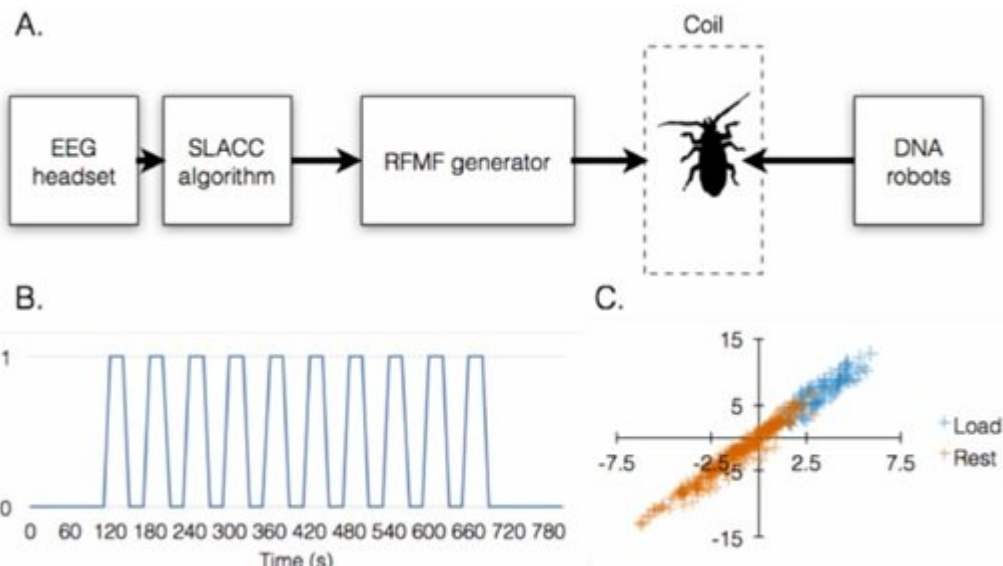 A.
Coil
EEG
headset
SLACC
algorithm
RFMF generator
DNA
robots
B.
1
0
0 60 120 180 240 300 360 420 480 540 600 660 720 780
Time (s)
C.
15
5
-7.5 -2.5 2.5 7.5
-5
-15
Load
Rest